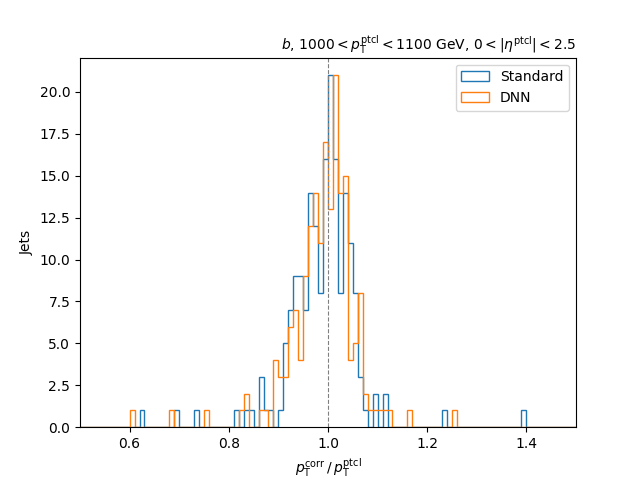 b, 1000 < p_T^ptcl < 1100 GeV, 0 < |η^ptcl| < 2.5
Standard
DNN
20.0
17.5
15.0
12.5
10.0
7.5
5.0
2.5
0.0
Jets
0.6 0.8 1.0 1.2 1.4
p_T^corr / p_T^ptcl